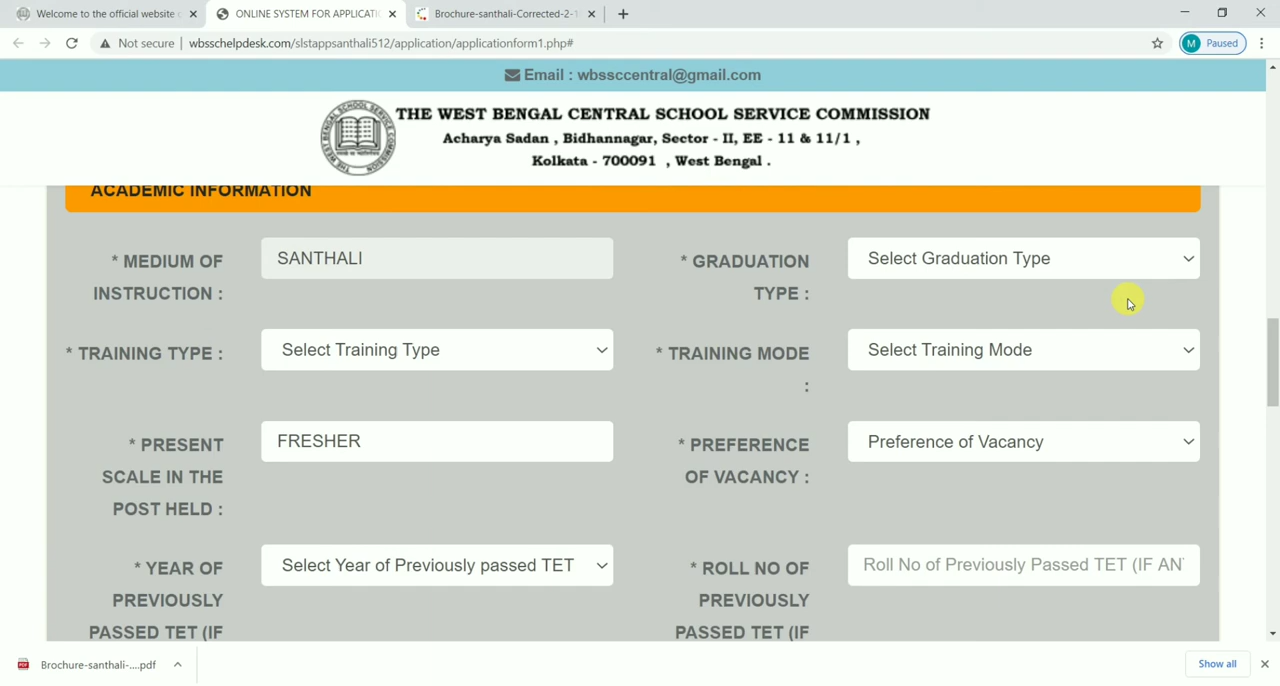 Welcome to the official website
ONLINE SYSTEM FOR APPLICATI
Brochure-santhali-Corrected-2-1
Not secure | wbsschelpdesk.com/slstappsanthali512/application/applicationform1.php#
M Paused
Email : wbssccentral@gmail.com
THE WEST BENGAL CENTRAL SCHOOL SERVICE COMMISSION
Acharya Sadan , Bidhannagar, Sector - II, EE - 11 & 11/1 ,
Kolkata - 700091 , West Bengal .
ACADEMIC INFORMATION
* MEDIUM OF
INSTRUCTION :
SANTHALI
* GRADUATION
TYPE :
Select Graduation Type
* TRAINING TYPE :
Select Training Type
* TRAINING MODE
:
Select Training Mode
* PRESENT
SCALE IN THE
POST HELD :
FRESHER
* PREFERENCE
OF VACANCY :
Preference of Vacancy
* YEAR OF
PREVIOUSLY
PASSED TET (IF
Select Year of Previously passed TET
* ROLL NO OF
PREVIOUSLY
PASSED TET (IF
Roll No of Previously Passed TET (IF AN
Brochure-santhali-....pdf
Show all